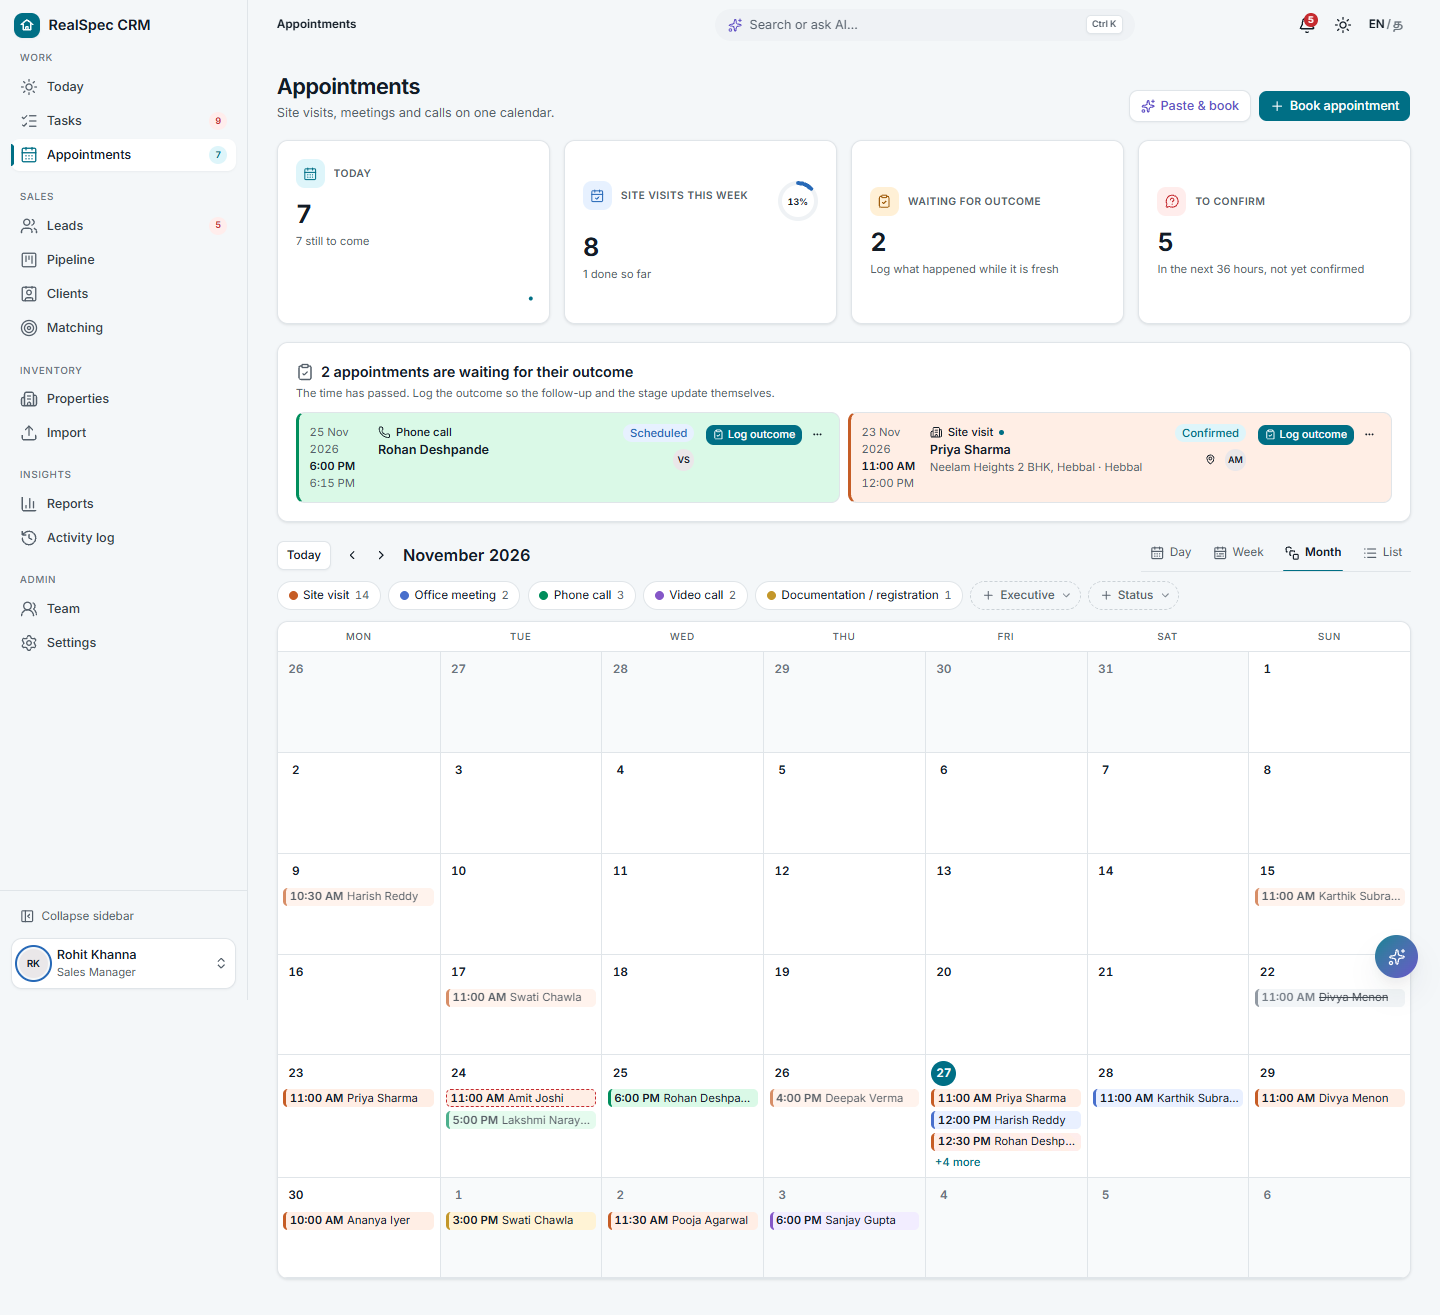 RealSpec CRM
Appointments
Search or ask AI...
Ctrl K
5
EN / த
WORK
Today
Tasks
9
Appointments
7
SALES
Leads
5
Pipeline
Clients
Matching
INVENTORY
Properties
Import
INSIGHTS
Reports
Activity log
ADMIN
Team
Settings
Collapse sidebar
RK
Rohit Khanna
Sales Manager
Appointments
Site visits, meetings and calls on one calendar.
Paste & book
Book appointment
TODAY
7
7 still to come
SITE VISITS THIS WEEK
13%
8
1 done so far
WAITING FOR OUTCOME
2
Log what happened while it is fresh
TO CONFIRM
5
In the next 36 hours, not yet confirmed
2 appointments are waiting for their outcome
The time has passed. Log the outcome so the follow-up and the stage update themselves.
25 Nov
2026
6:00 PM
6:15 PM
Phone call
Rohan Deshpande
Scheduled
VS
Log outcome
23 Nov
2026
11:00 AM
12:00 PM
Site visit
Priya Sharma
Neelam Heights 2 BHK, Hebbal · Hebbal
Confirmed
AM
Log outcome
Today
November 2026
Day
Week
Month
List
Site visit 14
Office meeting 2
Phone call 3
Video call 2
Documentation / registration 1
Executive
Status
MON TUE WED THU FRI SAT SUN
26 27 28 29 30 31 1
2 3 4 5 6 7 8
9 10 11 12 13 14 15
10:30 AM Harish Reddy
11:00 AM Karthik Subra...
16 17 18 19 20 21 22
11:00 AM Swati Chawla
11:00 AM Divya Menon
23 24 25 26 27 28 29
11:00 AM Priya Sharma
11:00 AM Amit Joshi
5:00 PM Lakshmi Naray...
6:00 PM Rohan Deshpa...
4:00 PM Deepak Verma
11:00 AM Priya Sharma
12:00 PM Harish Reddy
12:30 PM Rohan Deshp...
+4 more
11:00 AM Karthik Subra...
11:00 AM Divya Menon
30 1 2 3 4 5 6
10:00 AM Ananya Iyer
3:00 PM Swati Chawla
11:30 AM Pooja Agarwal
6:00 PM Sanjay Gupta